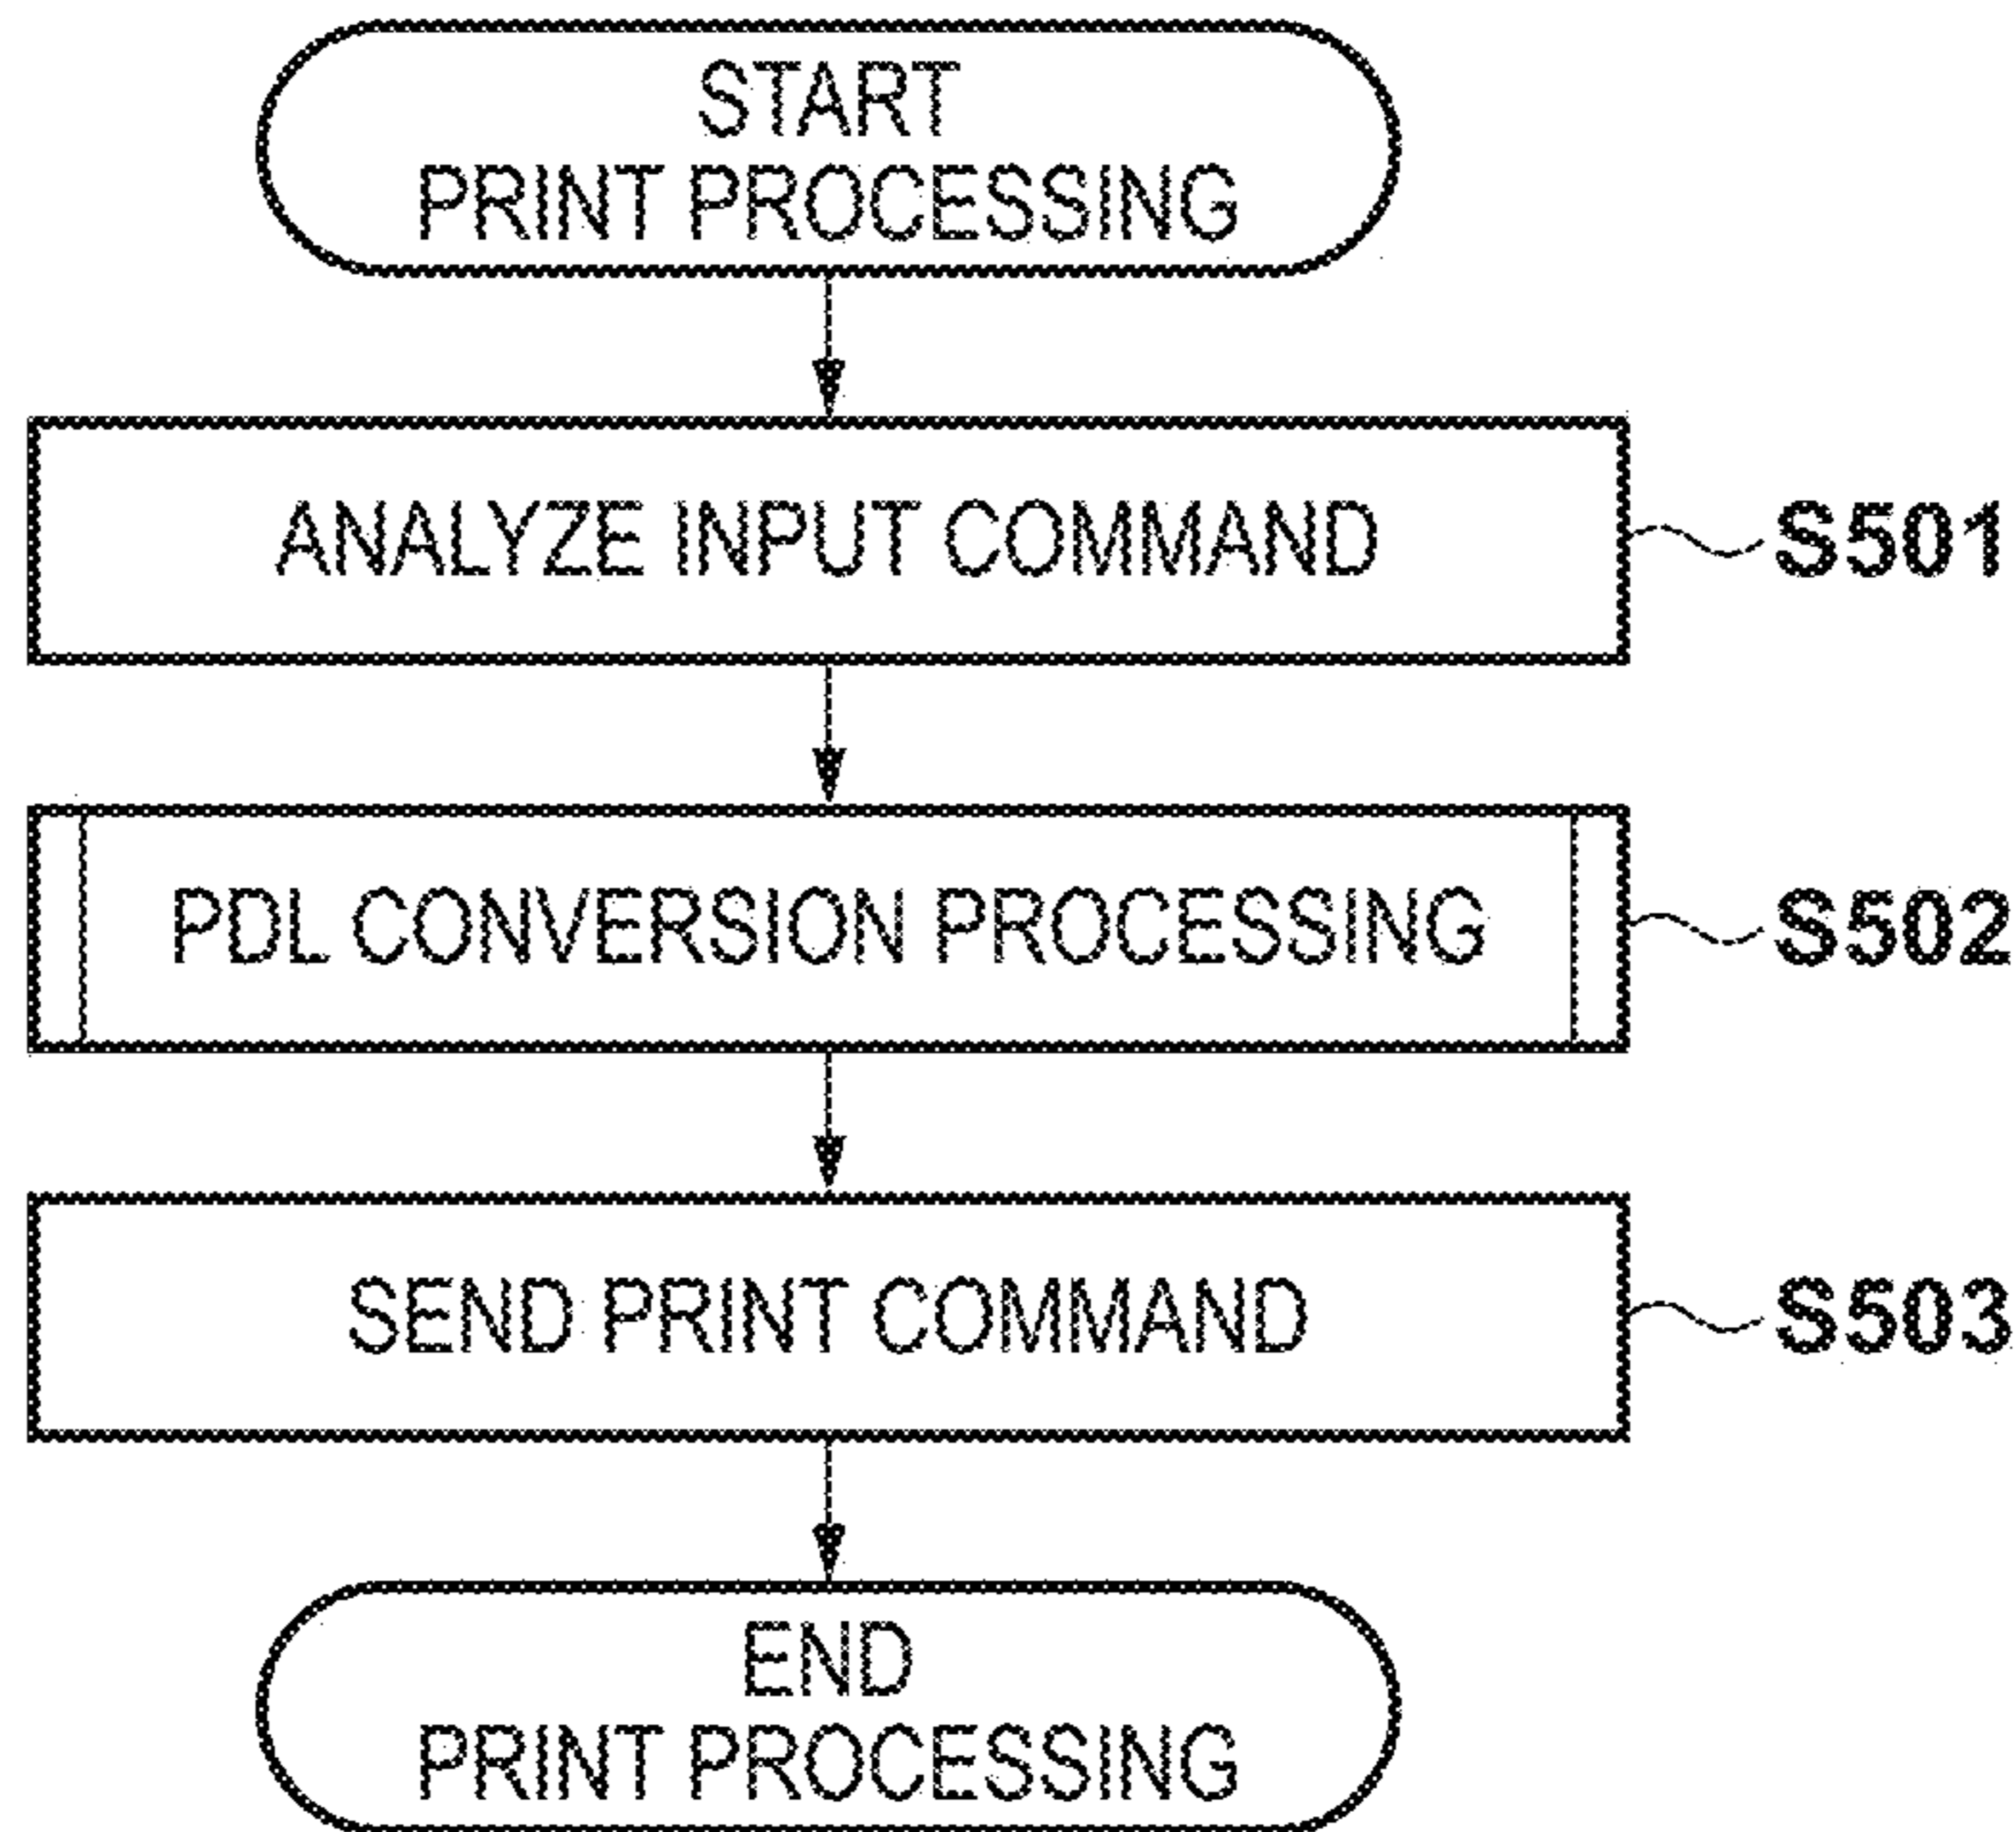 START
PRINT PROCESSING
ANALYZE INPUT COMMAND
S501
PDL CONVERSION PROCESSING
S502
SEND PRINT COMMAND
S503
END
PRINT PROCESSING